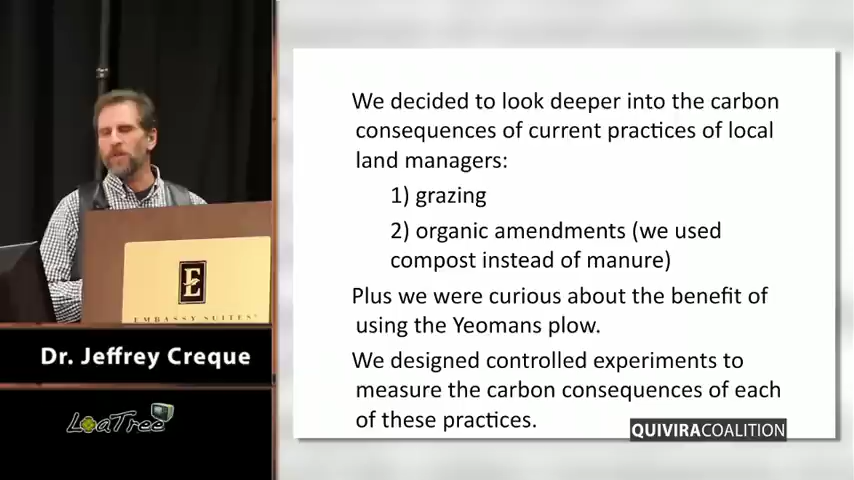 We decided to look deeper into the carbon
consequences of current practices of local
land managers:
1) grazing
2) organic amendments (we used
compost instead of manure)
Plus we were curious about the benefit of
using the Yeomans plow.
We designed controlled experiments to
measure the carbon consequences of each
of these practices.
QUIVIRACOALITION
E
EMBASSY SUITES
Dr. Jeffrey Creque
LoaTree